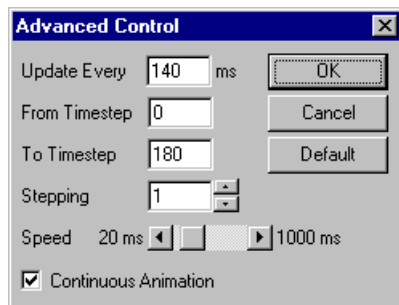 Advanced Control
Update Every 140 ms OK
From Timestep 0 Cancel
To Timestep 180 Default
Stepping 1
Speed 20 ms 1000 ms
Continuous Animation